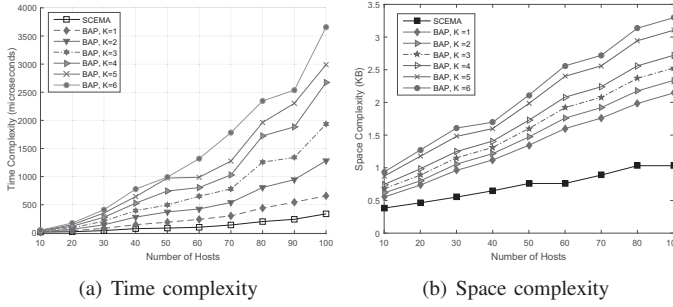 4000
3500
3000
2500
2000
1500
1000
500
0
Time Complexity (microseconds)
SCEMA
BAP, K=1
BAP, K=2
BAP, K=3
BAP, K=4
BAP, K=5
BAP, K=6
10 20 30 40 50 60 70 80 90 100
Number of Hosts
(a) Time complexity
3.5
3
2.5
2
1.5
1
0.5
0
Space Complexity (KB)
SCEMA
BAP, K =1
BAP, K =2
BAP, K =3
BAP, K =4
BAP, K =5
BAP, K =6
10 20 30 40 50 60 70 80 90 100
Number of Hosts
(b) Space complexity